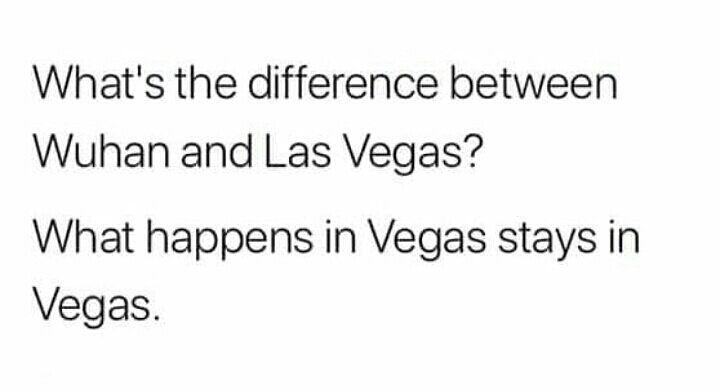 What's the difference between
Wuhan and Las Vegas?
What happens in Vegas stays in
Vegas.